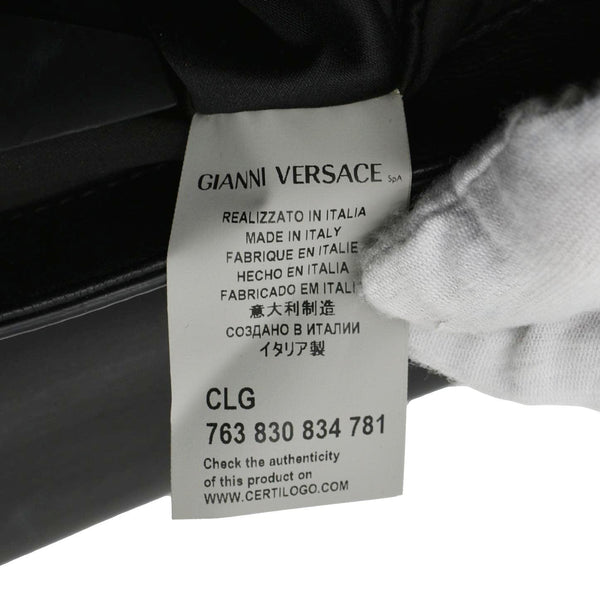 GIANNI VERSACE SpA
REALIZZATO IN ITALIA
MADE IN ITALY
FABRIQUE EN ITALIE
HECHO EN ITALIA
FABRICADO EM ITALI
意大利制造
СОЗДАНО В ИТАЛИИ
イタリア製
CLG
763 830 834 781
Check the authenticity
of this product on
WWW.CERTILOGO.COM